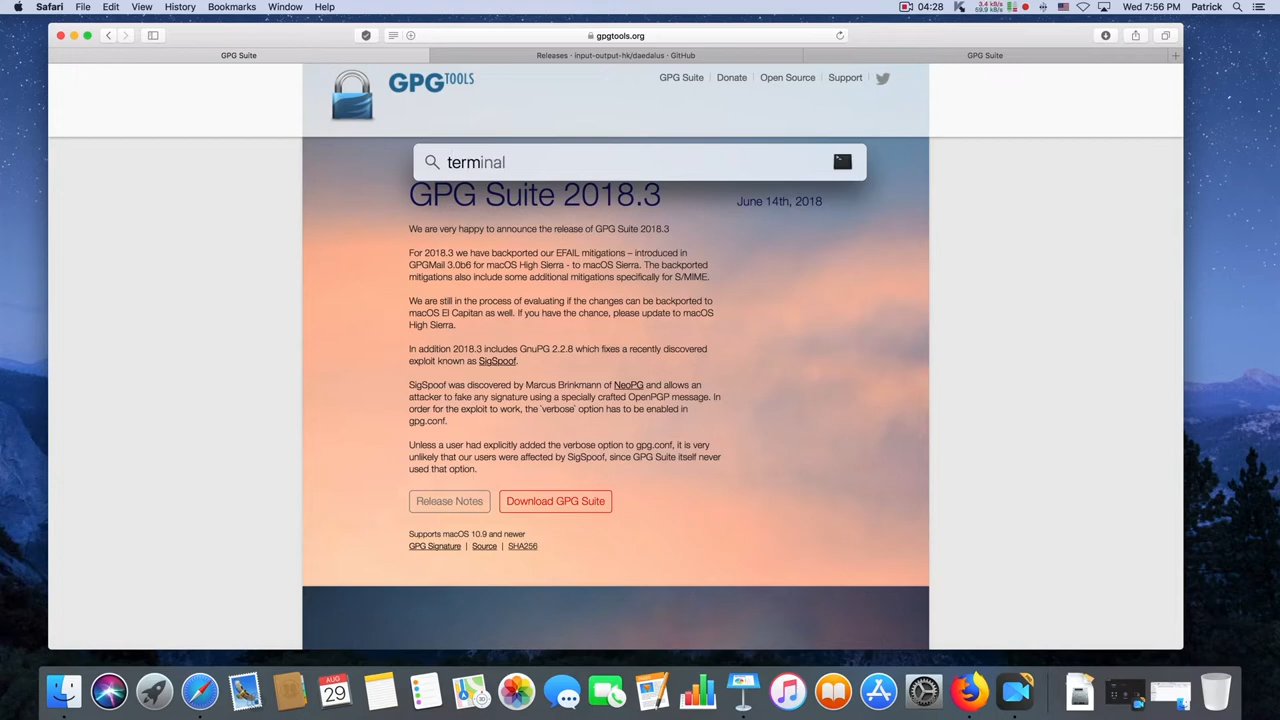 Safari File Edit View History Bookmarks Window Help
04:28 3.4 kB/s 59.9 kB/s Wed 7:56 PM Patrick
gpgtools.org
GPG Suite
Releases · input-output-hk/daedalus · GitHub
GPG Suite
GPGTOOLS
GPG Suite Donate Open Source Support
terminal
GPG Suite 2018.3
June 14th, 2018
We are very happy to announce the release of GPG Suite 2018.3
For 2018.3 we have backported our EFAIL mitigations – introduced in
GPGMail 3.0b6 for macOS High Sierra - to macOS Sierra. The backported
mitigations also include some additional mitigations specifically for S/MIME.
We are still in the process of evaluating if the changes can be backported to
macOS El Capitan as well. If you have the chance, please update to macOS
High Sierra.
In addition 2018.3 includes GnuPG 2.2.8 which fixes a recently discovered
exploit known as SigSpoof.
SigSpoof was discovered by Marcus Brinkmann of NeoPG and allows an
attacker to fake any signature using a specially crafted OpenPGP message. In
order for the exploit to work, the `verbose` option has to be enabled in
gpg.conf.
Unless a user had explicitly added the verbose option to gpg.conf, it is very
unlikely that our users were affected by SigSpoof, since GPG Suite itself never
used that option.
Release Notes
Download GPG Suite
Supports macOS 10.9 and newer
GPG Signature | Source | SHA256
AUG
29